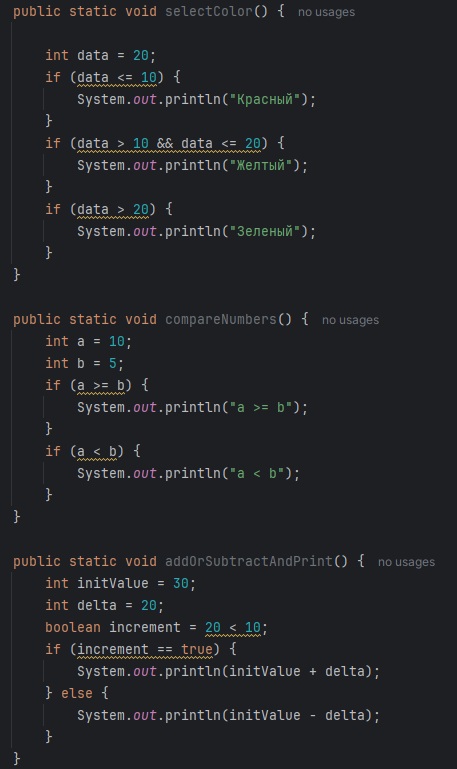 public static void selectColor() { no usages

    int data = 20;
    if (data <= 10) {
        System.out.println("Красный");
    }
    if (data > 10 && data <= 20) {
        System.out.println("Желтый");
    }
    if (data > 20) {
        System.out.println("Зеленый");
    }
}

public static void compareNumbers() { no usages
    int a = 10;
    int b = 5;
    if (a >= b) {
        System.out.println("a >= b");
    }
    if (a < b) {
        System.out.println("a < b");
    }
}

public static void addOrSubtractAndPrint() { no usages
    int initValue = 30;
    int delta = 20;
    boolean increment = 20 < 10;
    if (increment == true) {
        System.out.println(initValue + delta);
    } else {
        System.out.println(initValue - delta);
    }
}